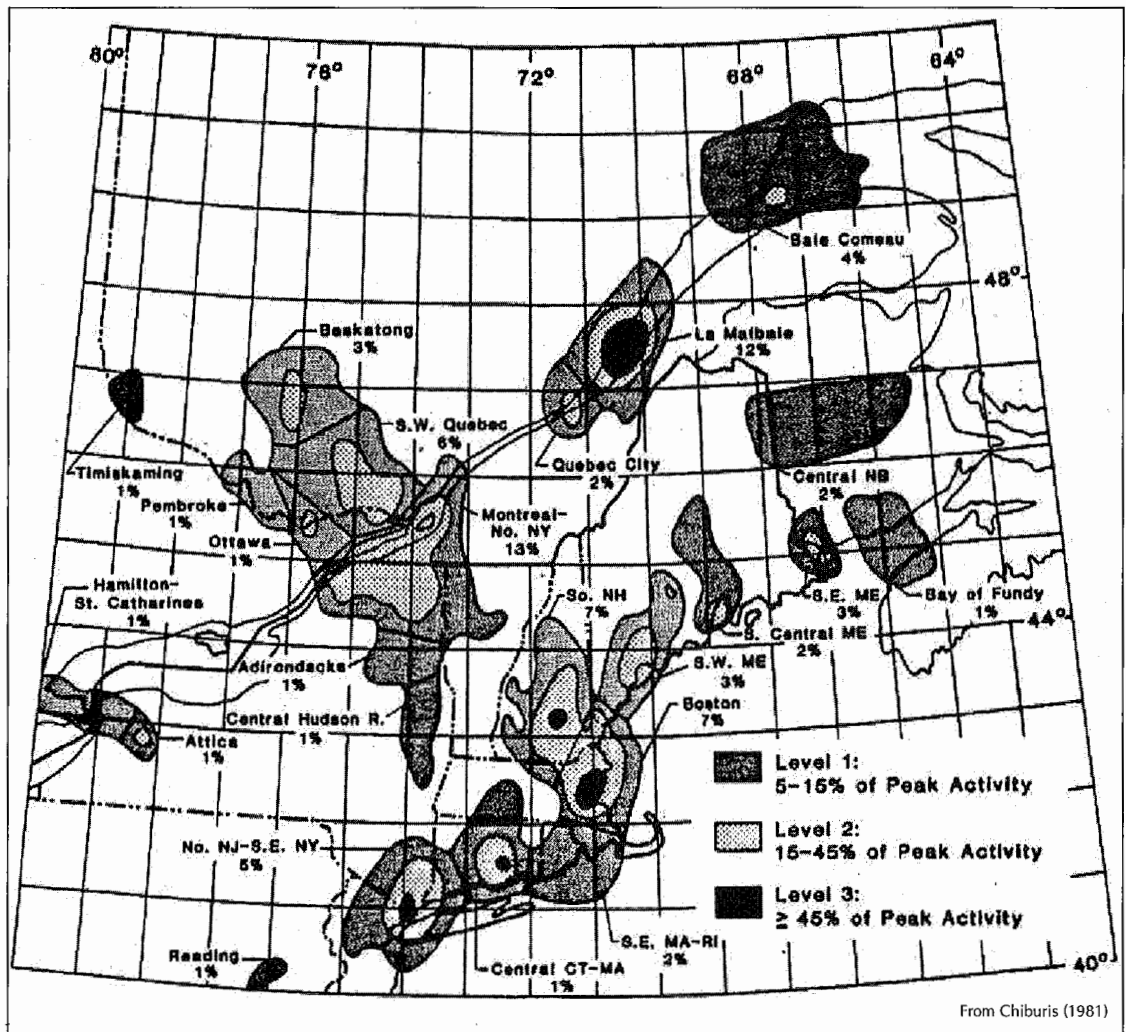 80°
76°
72°
68°
64°
Baie Comeau
4%
48°
Baskatong
3%
La Malbaie
12%
S.W. Quebec
6%
Timiskaming
1%
Quebec City
2%
Central NB
2%
Pembroke
1%
Montreal-
No. NY
13%
Ottawa
1%
Hamilton-
St. Catharines
1%
So. NH
7%
S.E. ME
3%
Bay of Fundy
1%
44°
S. Central ME
2%
Adirondacks
1%
S.W. ME
3%
Central Hudson R.
1%
Boston
7%
Attica
1%
Level 1:
5-15% of Peak Activity
Level 2:
15-45% of Peak Activity
No. NJ-S.E. NY
5%
Level 3:
≥ 45% of Peak Activity
S.E. MA-RI
2%
Reading
1%
Central CT-MA
1%
40°
From Chiburis (1981)